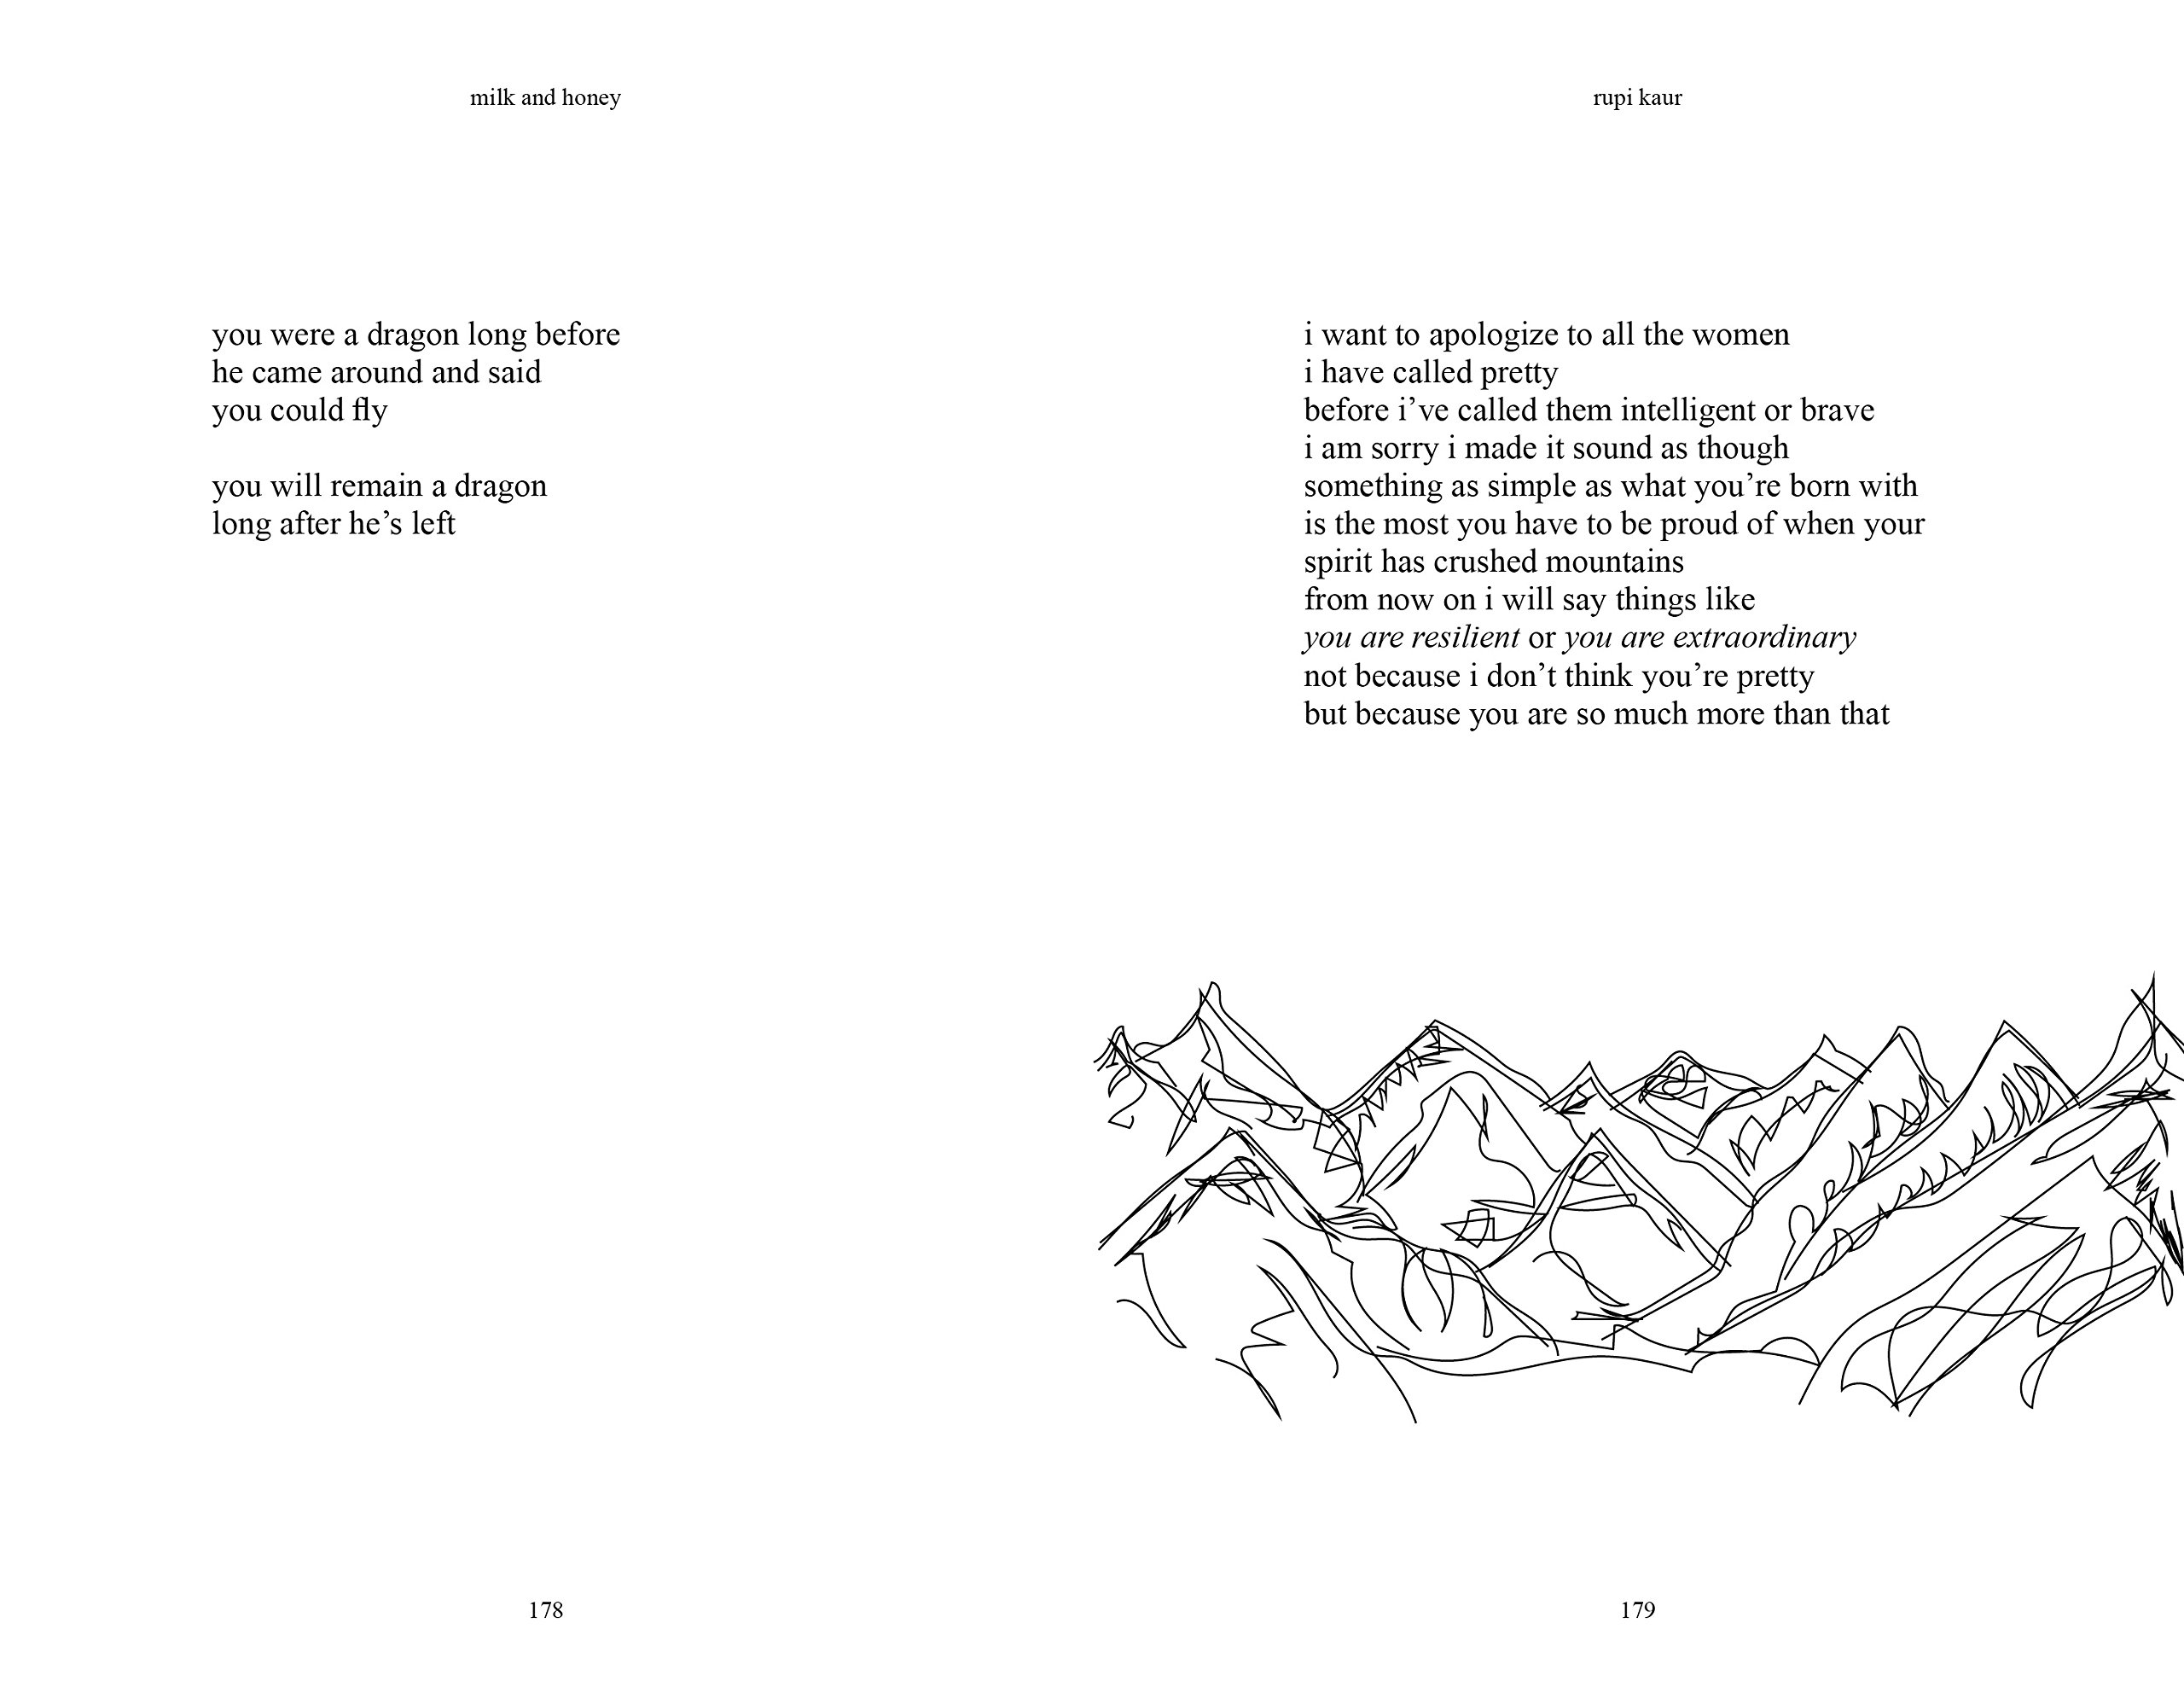 milk and honey
you were a dragon long before
he came around and said
you could fly
you will remain a dragon
long after he’s left
178
rupi kaur
i want to apologize to all the women
i have called pretty
before i’ve called them intelligent or brave
i am sorry i made it sound as though
something as simple as what you’re born with
is the most you have to be proud of when your
spirit has crushed mountains
from now on i will say things like
you are resilient or you are extraordinary
not because i don’t think you’re pretty
but because you are so much more than that
179